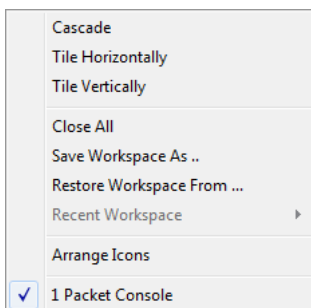 Cascade
Tile Horizontally
Tile Vertically
Close All
Save Workspace As ..
Restore Workspace From ...
Recent Workspace
Arrange Icons
1 Packet Console